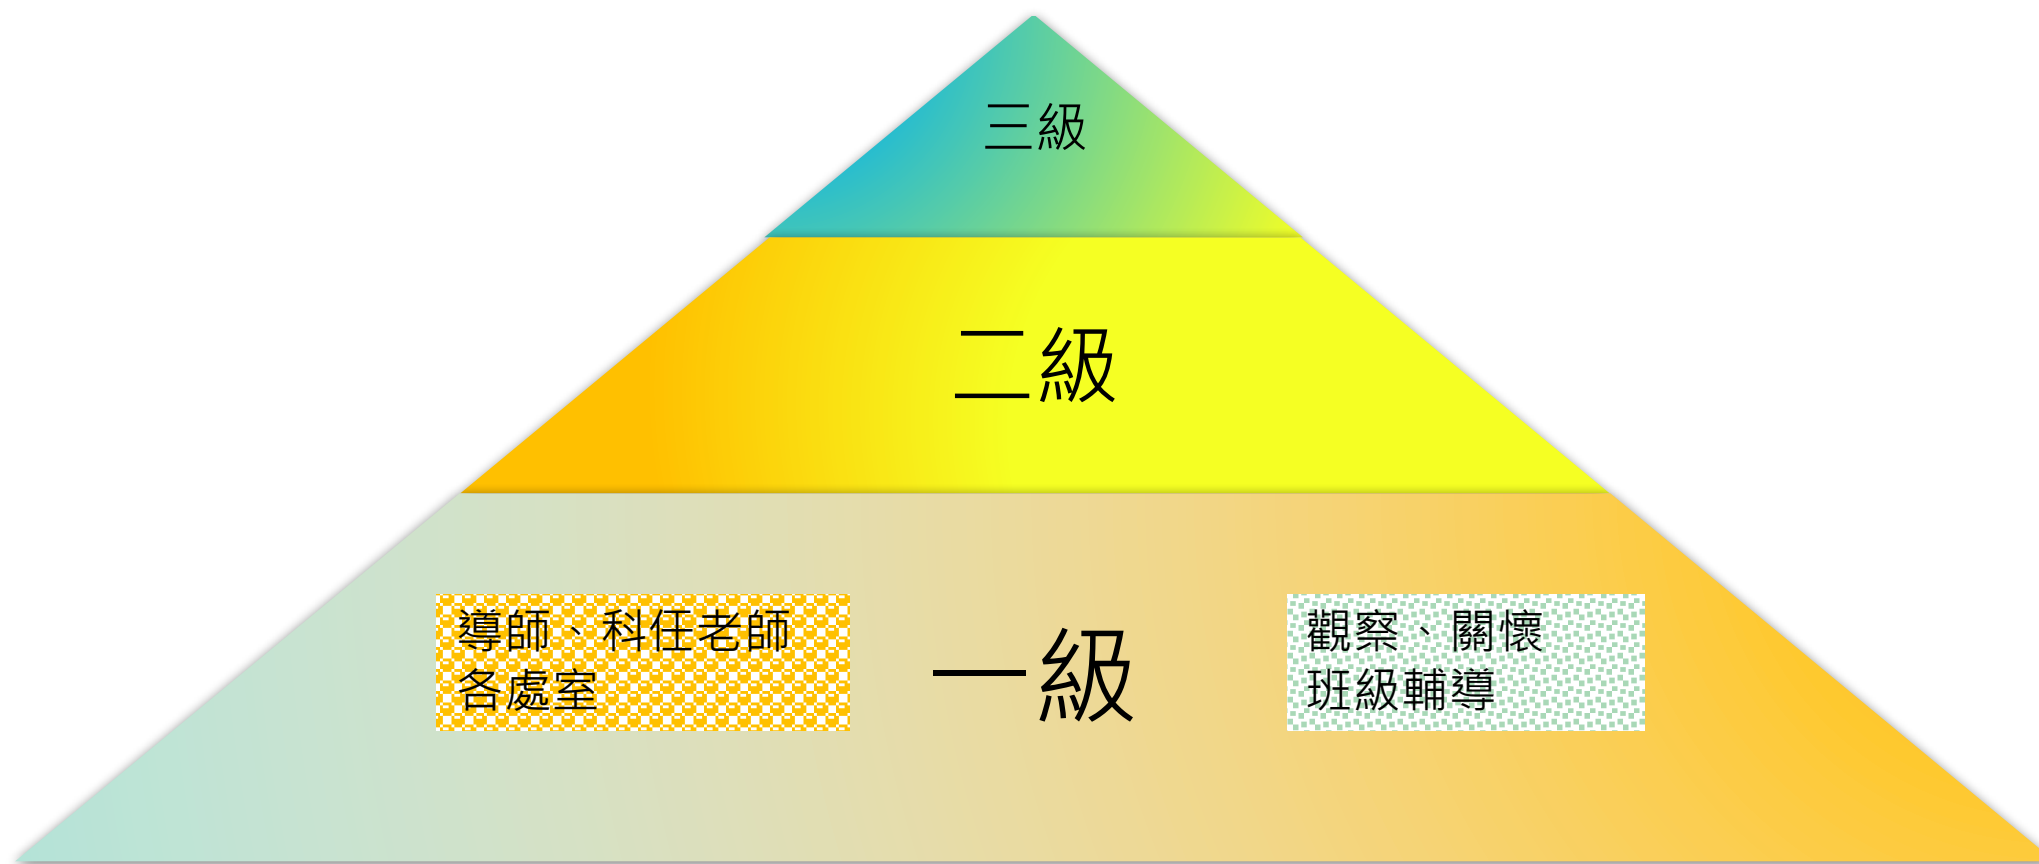 三級
二級
導師、科任老師
各處室
一級
觀察、關懷
班級輔導